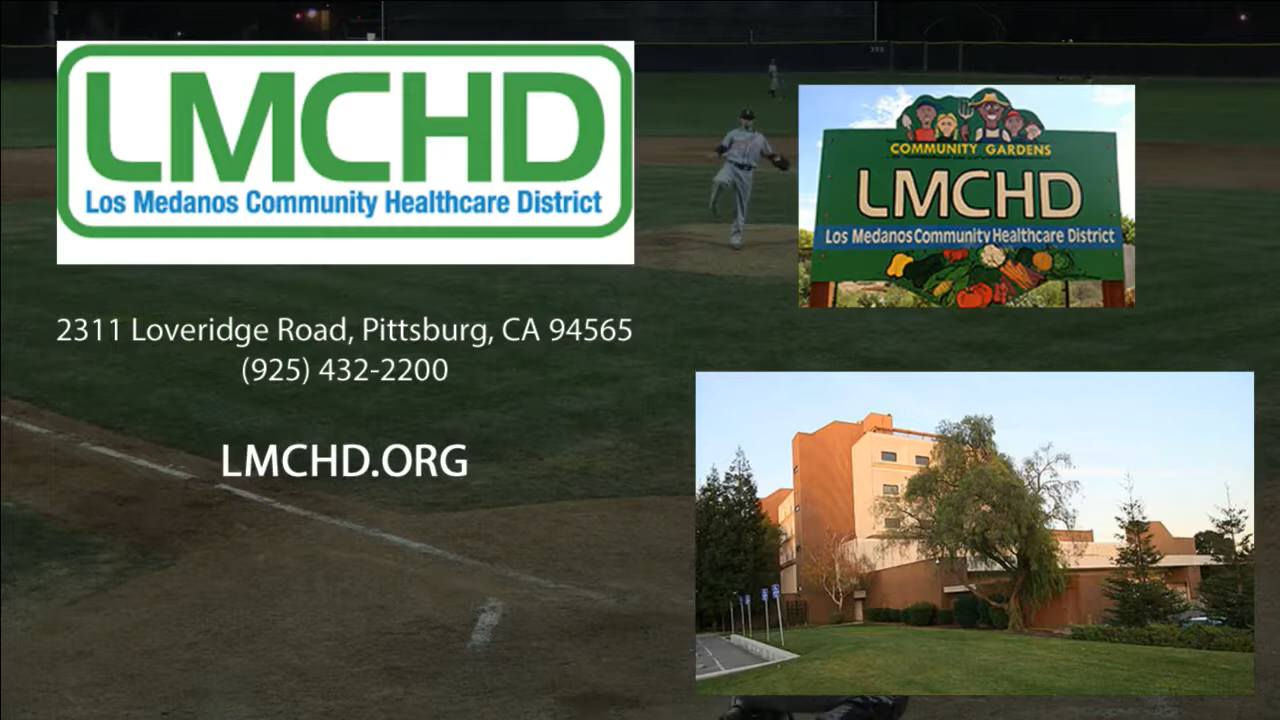 LMCHD
Los Medanos Community Healthcare District
2311 Loveridge Road, Pittsburg, CA 94565
(925) 432-2200
LMCHD.ORG
COMMUNITY GARDENS
LMCHD
Los Medanos Community Healthcare District